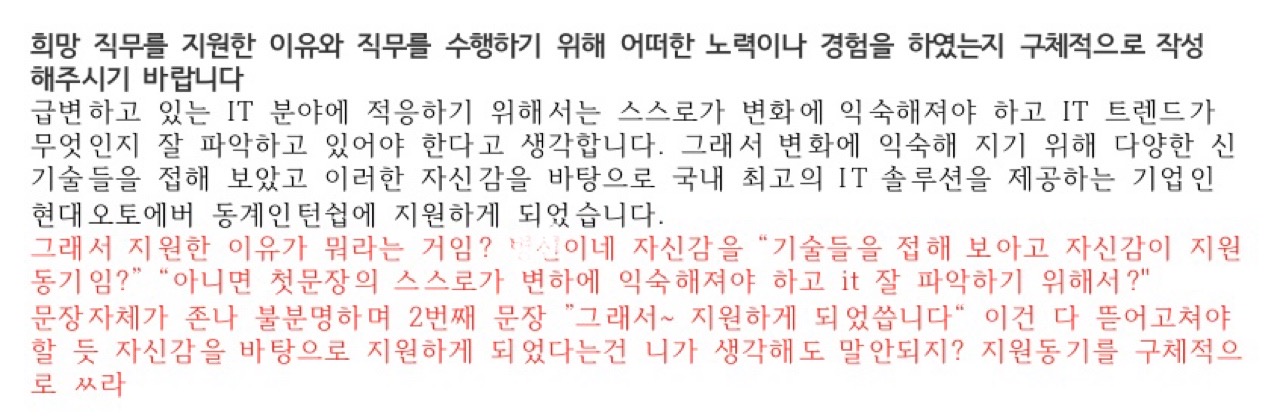 희망 직무를 지원한 이유와 직무를 수행하기 위해 어떠한 노력이나 경험을 하였는지 구체적으로 작성
해주시기 바랍니다
급변하고 있는 IT 분야에 적응하기 위해서는 스스로가 변화에 익숙해져야 하고 IT 트렌드가
무엇인지 잘 파악하고 있어야 한다고 생각합니다. 그래서 변화에 익숙해 지기 위해 다양한 신
기술들을 접해 보았고 이러한 자신감을 바탕으로 국내 최고의 IT 솔루션을 제공하는 기업인
현대오토에버 동계인턴쉽에 지원하게 되었습니다.
그래서 지원한 이유가 뭐라는 거임? 이네 자신감을 “기술들을 접해 보아고 자신감이 지원
동기임?” “아니면 첫문장의 스스로가 변하에 익숙해져야 하고 it 잘 파악하기 위해서?"
문장자체가 존나 불분명하며 2번째 문장 ”그래서~ 지원하게 되었씁니다“ 이건 다 뜯어고쳐야
할 듯 자신감을 바탕으로 지원하게 되었다는건 니가 생각해도 말안되지? 지원동기를 구체적으
로 쓰라